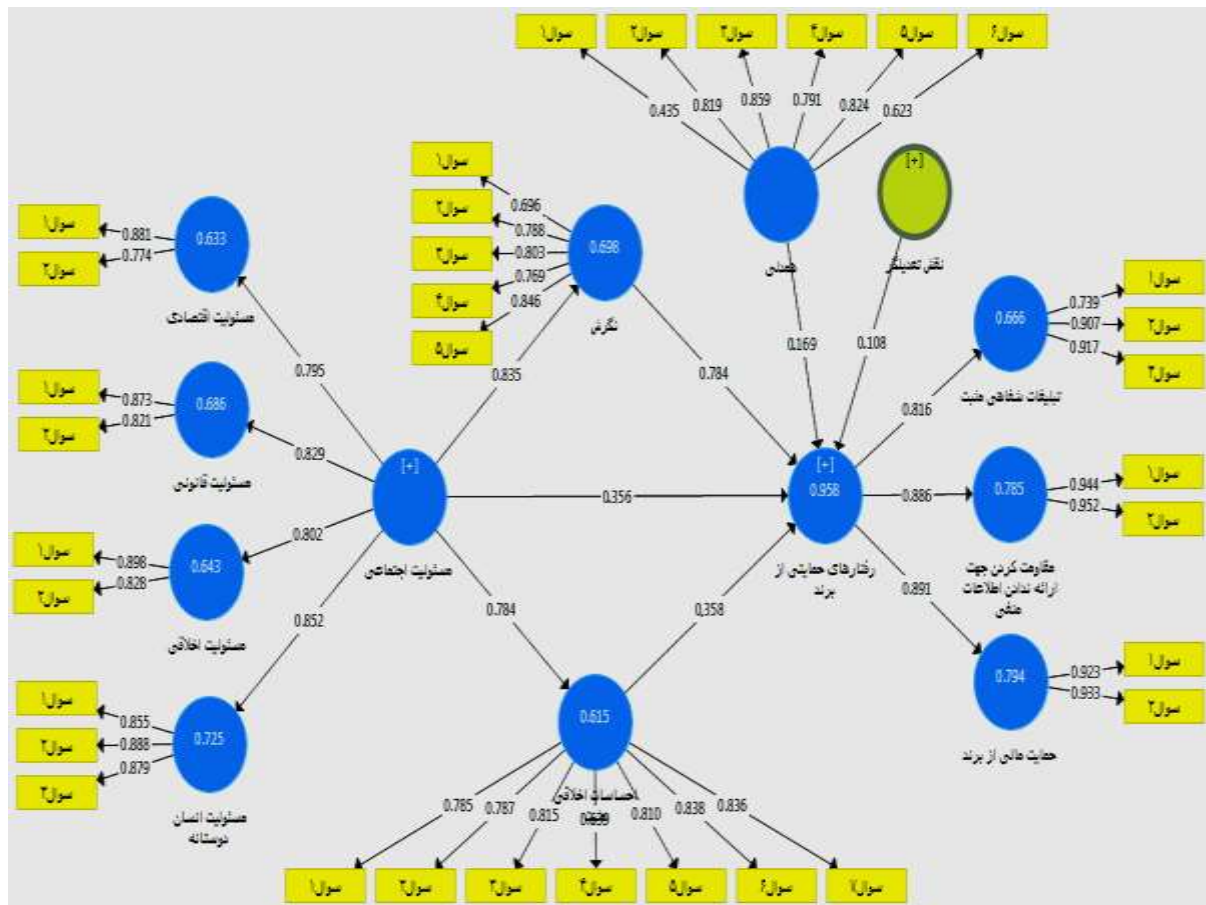 سوال۱ سوال۲ سوال۳ سوال۴ سوال۵ سوال۶
0.435 0.819 0.859 0.791 0.824 0.623
[+]
همدلی
نقش تعدیلگر
0.169
0.108
سوال۱
سوال۲
سوال۳
سوال۴
سوال۵
0.696
0.788
0.803
0.769
0.846
0.698
نگرش
0.835
0.784
سوال۱
سوال۲
0.881
0.774
0.633
مسئولیت اقتصادی
0.795
سوال۱
سوال۲
0.873
0.821
0.686
مسئولیت قانونی
0.829
سوال۱
سوال۲
0.898
0.828
0.643
مسئولیت اخلاقی
0.802
سوال۱
سوال۲
سوال۳
0.855
0.888
0.879
0.725
مسئولیت انسان
دوستانه
0.852
[+]
مسئولیت اجتماعی
0.356
0.784
0.358
[+]
0.958
رفتارهای حمایتی از
برند
0.816
0.886
0.891
0.666
تبلیغات شفاهی مثبت
0.739
0.907
0.917
سوال۱
سوال۲
سوال۳
0.785
مقاومت کردن جهت
ارائه ندادن اطلاعات
منفی
0.944
0.952
سوال۱
سوال۲
0.794
حمایت مالی از برند
0.923
0.933
سوال۱
سوال۲
0.615
احساسات اخلاقی
0.785 0.787 0.815 0.810 0.838 0.836
سوال۱ سوال۲ سوال۳ سوال۴ سوال۵ سوال۶ سوال۷